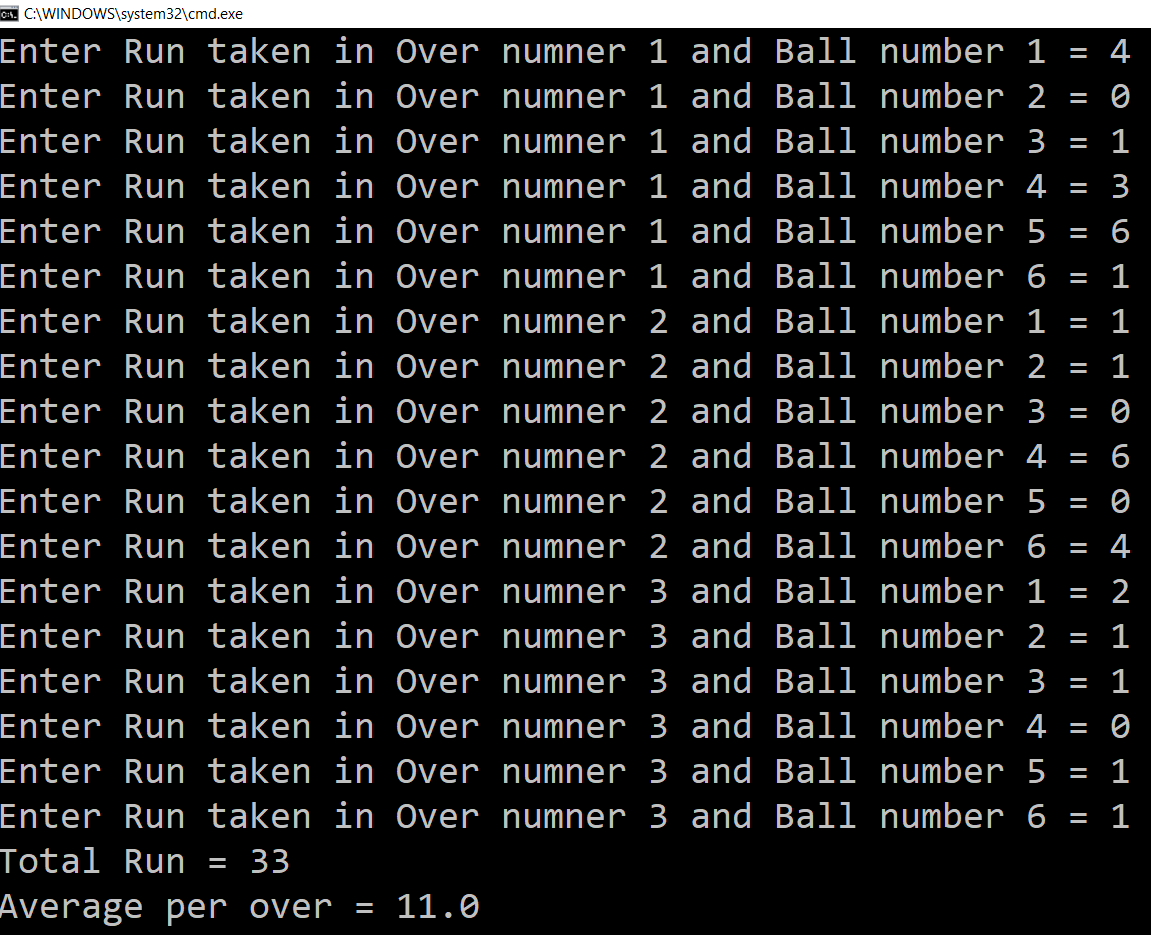 C:\WINDOWS\system32\cmd.exe
Enter Run taken in Over numner 1 and Ball number 1 = 4
Enter Run taken in Over numner 1 and Ball number 2 = 0
Enter Run taken in Over numner 1 and Ball number 3 = 1
Enter Run taken in Over numner 1 and Ball number 4 = 3
Enter Run taken in Over numner 1 and Ball number 5 = 6
Enter Run taken in Over numner 1 and Ball number 6 = 1
Enter Run taken in Over numner 2 and Ball number 1 = 1
Enter Run taken in Over numner 2 and Ball number 2 = 1
Enter Run taken in Over numner 2 and Ball number 3 = 0
Enter Run taken in Over numner 2 and Ball number 4 = 6
Enter Run taken in Over numner 2 and Ball number 5 = 0
Enter Run taken in Over numner 2 and Ball number 6 = 4
Enter Run taken in Over numner 3 and Ball number 1 = 2
Enter Run taken in Over numner 3 and Ball number 2 = 1
Enter Run taken in Over numner 3 and Ball number 3 = 1
Enter Run taken in Over numner 3 and Ball number 4 = 0
Enter Run taken in Over numner 3 and Ball number 5 = 1
Enter Run taken in Over numner 3 and Ball number 6 = 1
Total Run = 33
Average per over = 11.0